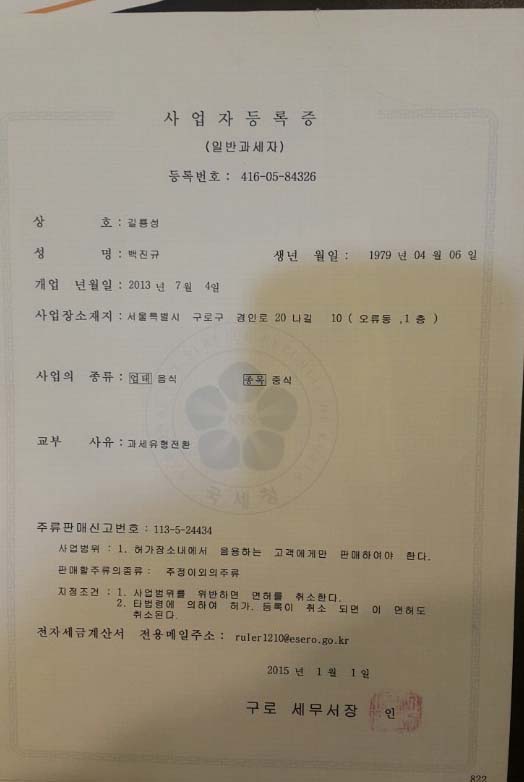 사업자등록증
(일반과세자)
등록번호 : 416-05-84326
상 호 : 길룡성
성 명 : 백진규 생년 월일 : 1979 년 04 월 06 일
개업 년월일 : 2013 년 7 월 4일
사업장소재지 : 서울특별시 구로구 경인로 20 나길 10 ( 오류동 ,1 층 )
사업의 종류 : 업태 음식 종목 중식
교부 사유 : 과세유형전환
국세청
주류판매신고번호 : 113-5-24434
사업범위 : 1. 허가장소내에서 음용하는 고객에게만 판매하여야 한다.
판매할주류의종류 : 주정이외의주류
지정조건 : 1. 사업범위를 위반하면 면허를 취소한다.
2. 타법령에 의하여 허가. 등록이 취소 되면 이 면허도
취소된다.
전자세금계산서 전용메일주소 : ruler1210@esero.go.kr
2015 년 1 월 1 일
구로 세무서장 인
822